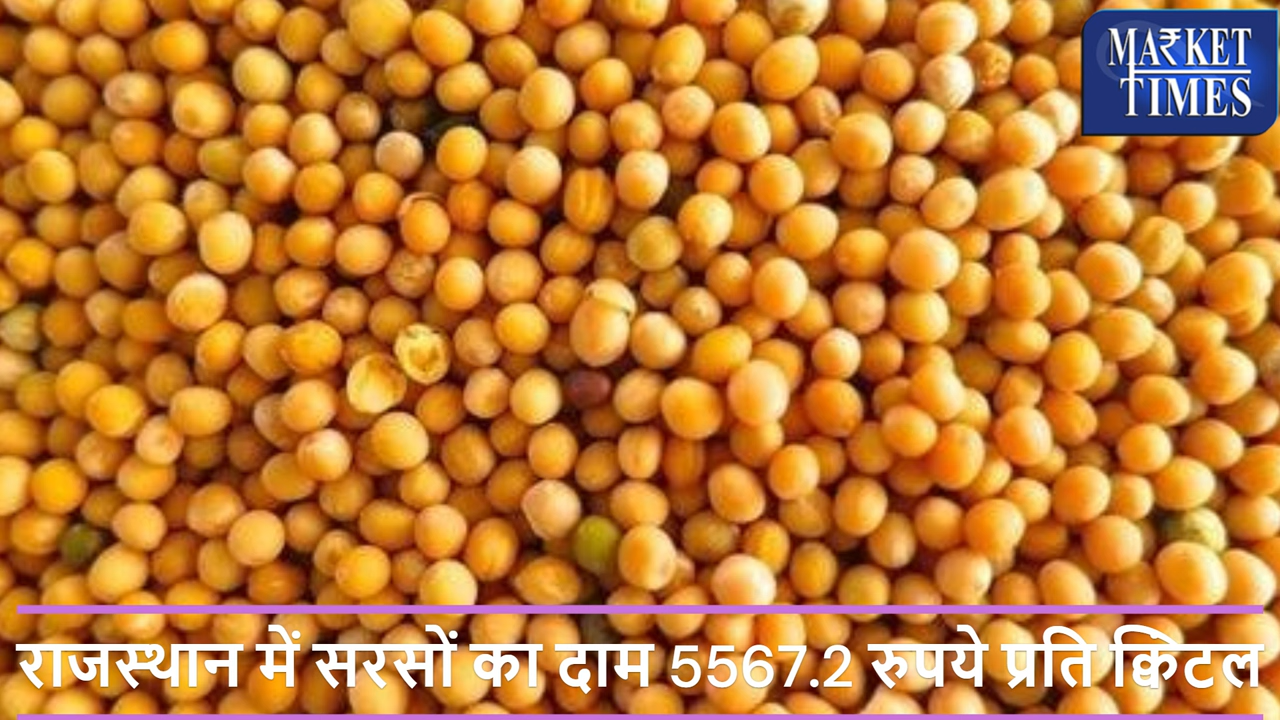 MARKET
TIMES
राजस्थान में सरसों का दाम 5567.2 रुपये प्रति क्विटल